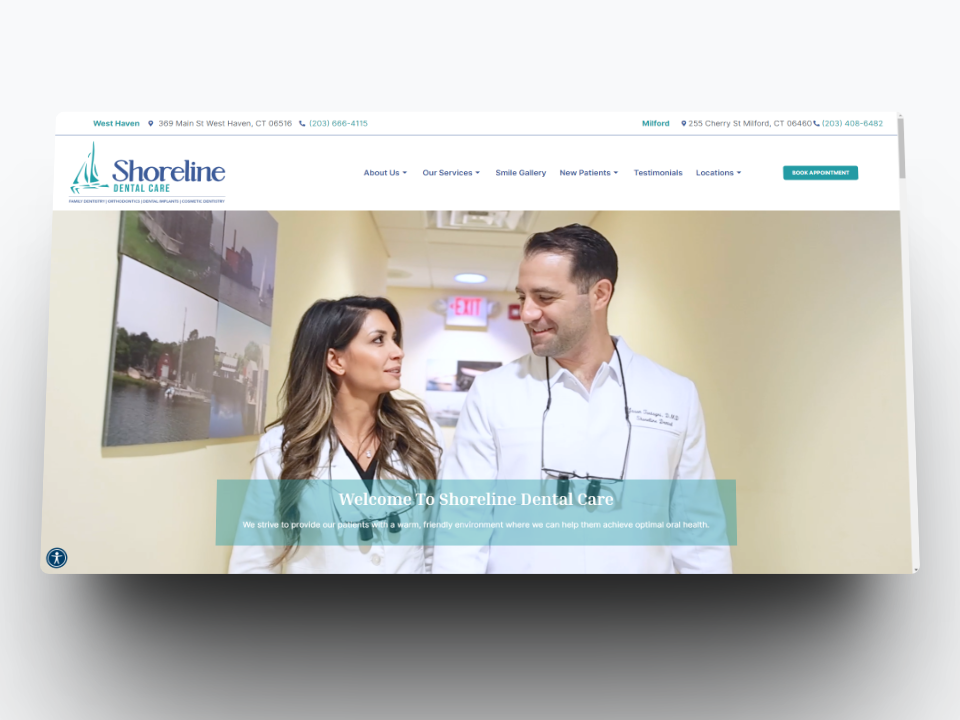 West Haven 369 Main St West Haven, CT 06516 (203) 666-4115
Milford 255 Cherry St Milford, CT 06460 (203) 408-6482
Shoreline
DENTAL CARE
FAMILY DENTISTRY | ORTHODONTICS | DENTAL IMPLANTS | COSMETIC DENTISTRY
About Us Our Services Smile Gallery New Patients Testimonials Locations
BOOK APPOINTMENT
EXIT
Welcome To Shoreline Dental Care
We strive to provide our patients with a warm, friendly environment where we can help them achieve optimal oral health.